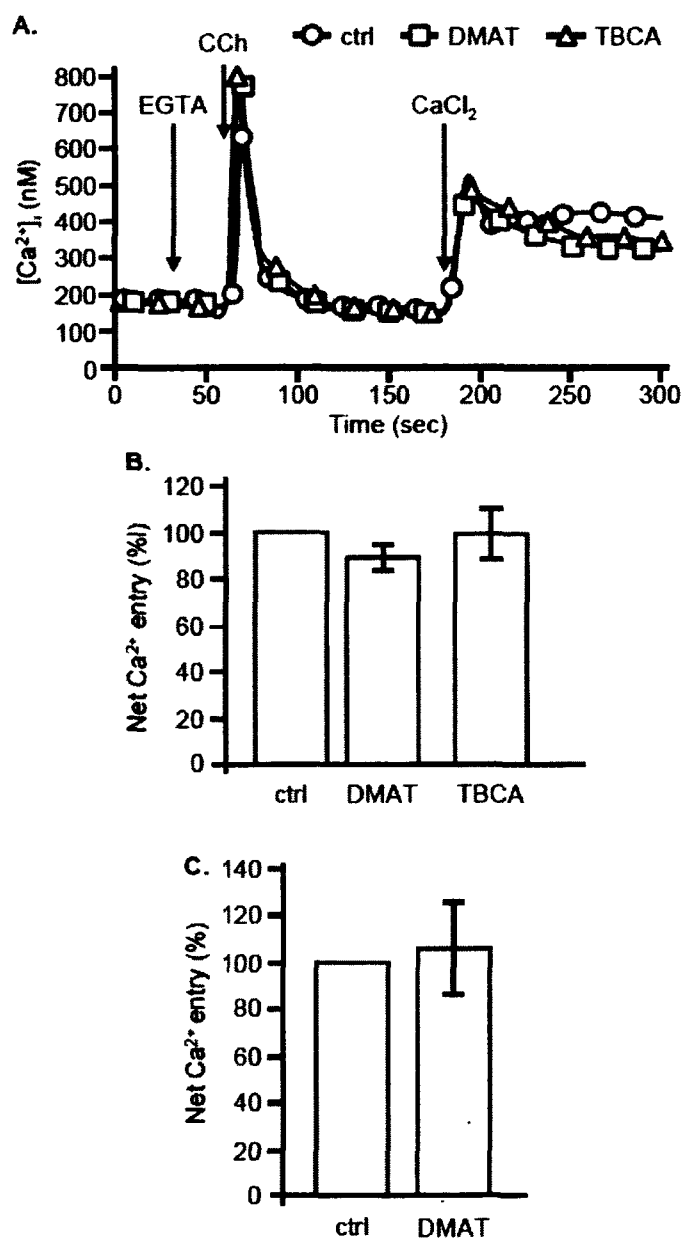 A.
CCh
ctrl
DMAT
TBCA
EGTA
CaCl₂
[Ca²⁺], (nM)
800
700
600
500
400
300
200
100
0
0 50 100 150 200 250 300
Time (sec)
B.
Net Ca²⁺ entry (%l
120
100
80
60
40
20
0
ctrl DMAT TBCA
C.
Net Ca²⁺ entry (%)
140
120
100
80
60
40
20
0
ctrl DMAT